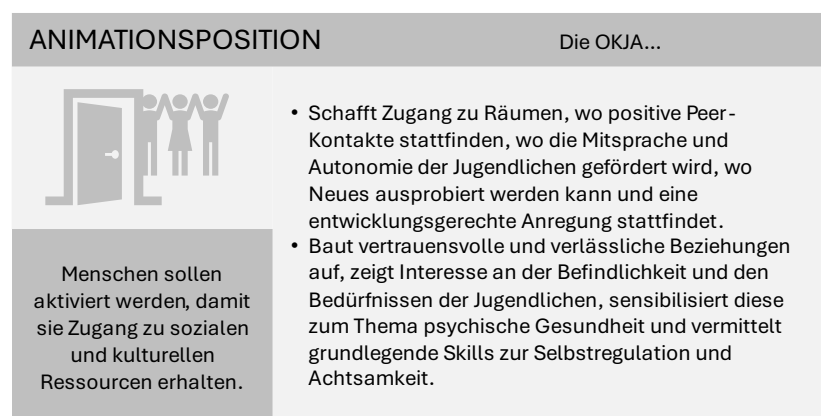 ANIMATIONSPOSITION
Die OKJA...
• Schafft Zugang zu Räumen, wo positive Peer-
Kontakte stattfinden, wo die Mitsprache und
Autonomie der Jugendlichen gefördert wird, wo
Neues ausprobiert werden kann und eine
entwicklungsgerechte Anregung stattfindet.
• Baut vertrauensvolle und verlässliche Beziehungen
auf, zeigt Interesse an der Befindlichkeit und den
Bedürfnissen der Jugendlichen, sensibilisiert diese
zum Thema psychische Gesundheit und vermittelt
grundlegende Skills zur Selbstregulation und
Achtsamkeit.
Menschen sollen
aktiviert werden, damit
sie Zugang zu sozialen
und kulturellen
Ressourcen erhalten.